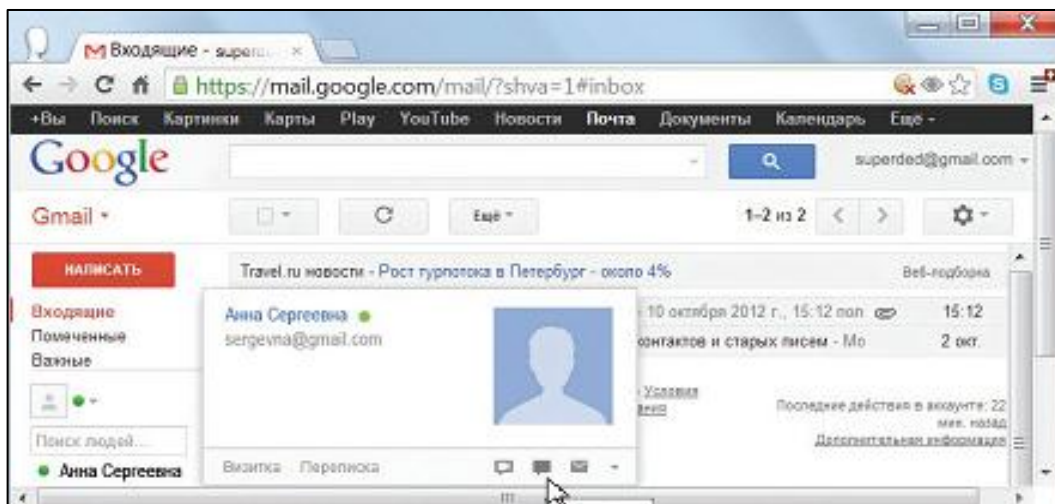 Входящие - super
https://mail.google.com/mail/?shva=1#inbox
+Вы Поиск Картинки Карты Play YouTube Новости Почта Документы Календарь Ещё
Google
superded@gmail.com
Gmail
Ещё
1–2 из 2
НАПИСАТЬ
Travel.ru новости - Рост турпотока в Петербург - около 4%
Веб-подборка
Входящие
Помеченные
Важные
Анна Сергеевна
sergevna@gmail.com
10 октября 2012 г., 15:12 пол
15:12
контактов и старых писем - Мо
2 окт.
Условия
Последние действия в аккаунте: 22
мин. назад
Дополнительная информация
Поиск людей...
Анна Сергеевна
Визитка Переписка